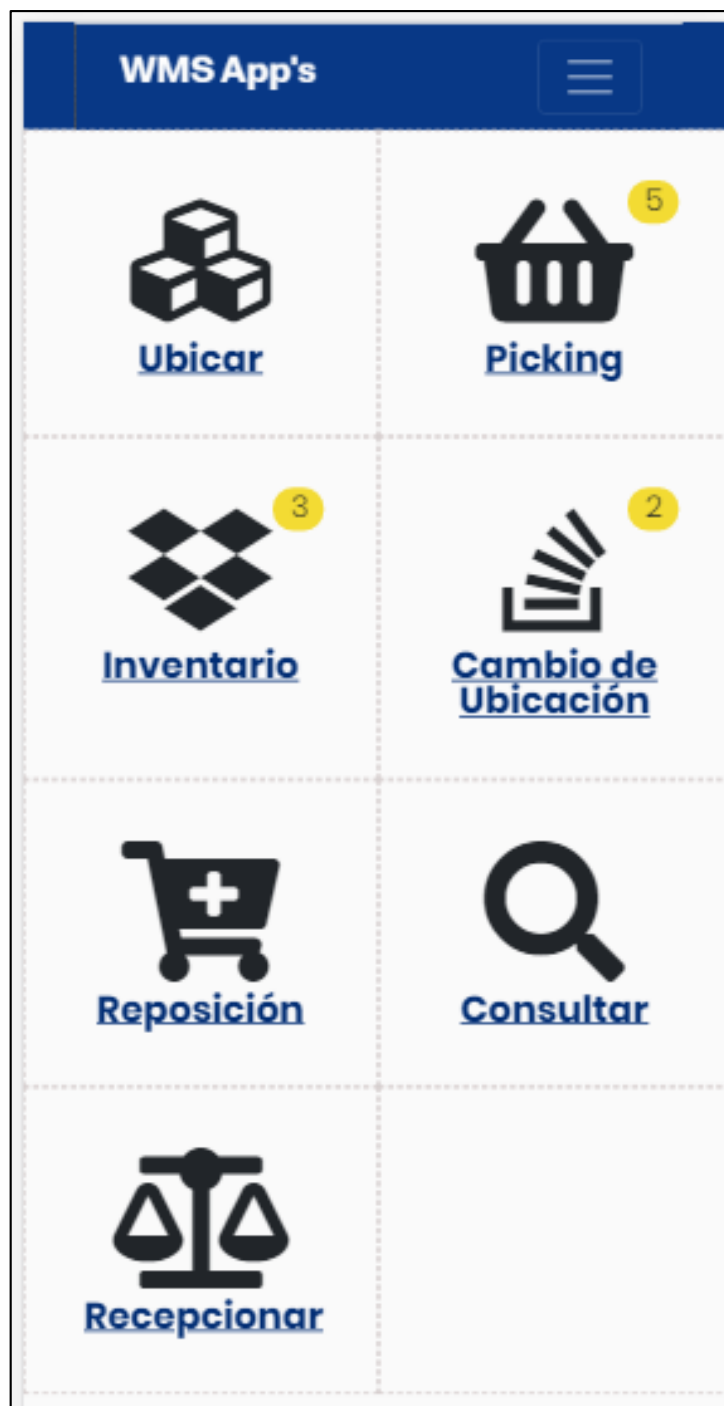 WMS App's
5
Ubicar
Picking
3
2
Inventario
Cambio de
Ubicación
Reposición
Consultar
Recepcionar